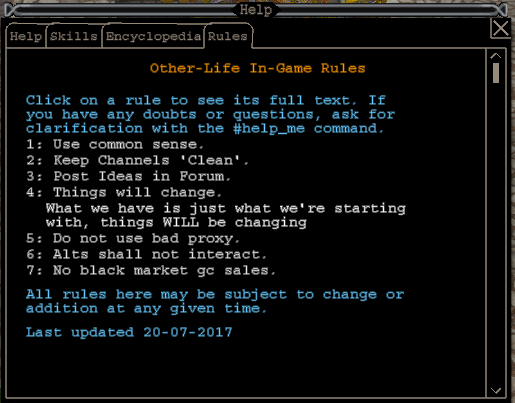 Help
Help Skills Encyclopedia Rules
Other-Life In-Game Rules
Click on a rule to see its full text. If
you have any doubts or questions, ask for
clarification with the #help_me command.
1: Use common sense.
2: Keep Channels 'Clean'.
3: Post Ideas in Forum.
4: Things will change.
What we have is just what we're starting
with, things WILL be changing
5: Do not use bad proxy.
6: Alts shall not interact.
7: No black market gc sales.
All rules here may be subject to change or
addition at any given time.
Last updated 20-07-2017